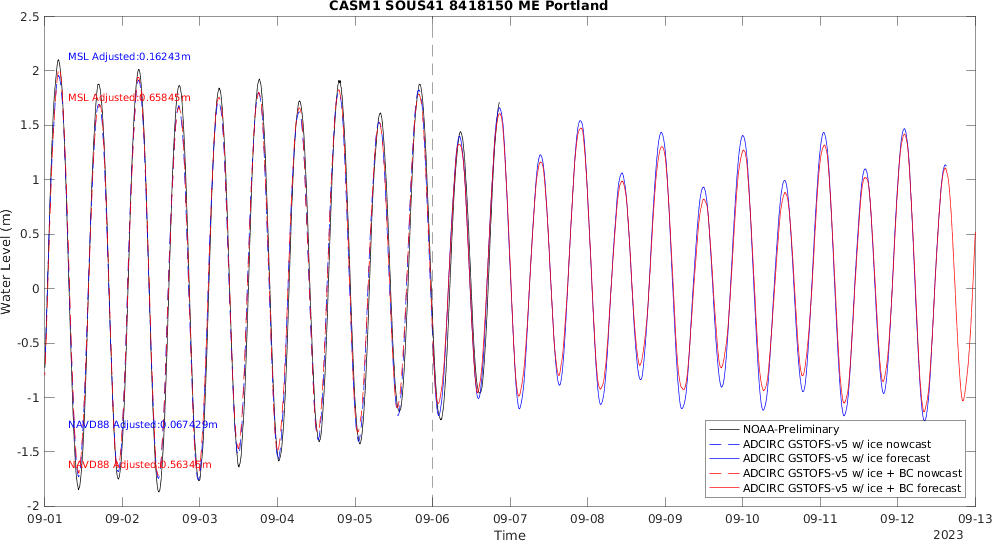 CASM1 SOUS41 8418150 ME Portland
2.5
2
1.5
1
0.5
0
-0.5
-1
-1.5
-2
Water Level (m)
MSL Adjusted:0.16243m
MSL Adjusted:0.65845m
NAVD88 Adjusted:0.067429m
NAVD88 Adjusted:0.56345m
NOAA-Preliminary
ADCIRC GSTOFS-v5 w/ ice nowcast
ADCIRC GSTOFS-v5 w/ ice forecast
ADCIRC GSTOFS-v5 w/ ice + BC nowcast
ADCIRC GSTOFS-v5 w/ ice + BC forecast
09-01 09-02 09-03 09-04 09-05 09-06 09-07 09-08 09-09 09-10 09-11 09-12 09-13
Time
2023